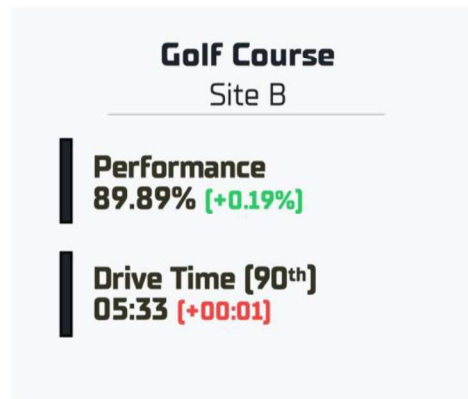 Golf Course
Site B
Performance
89.89% (+0.19%)
Drive Time (90th)
05:33 (+00:01)